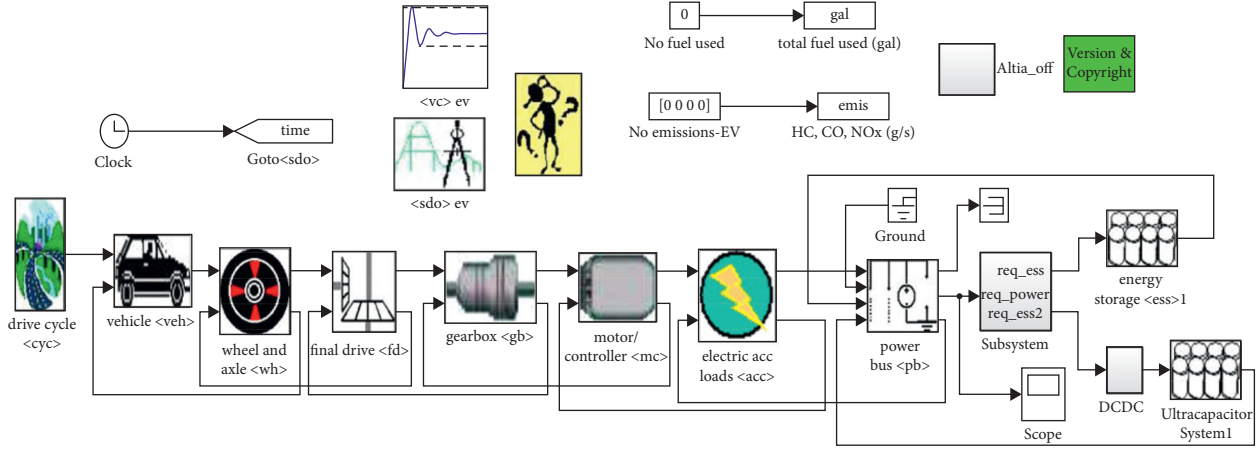 <vc> ev
0
No fuel used
gal
total fuel used (gal)
Altia_off
Version &
Copyright
[0 0 0 0]
No emissions-EV
emis
HC, CO, NOx (g/s)
Clock
time
Goto<sdo>
<sdo> ev
? ?
drive cycle
<cyc>
vehicle <veh>
wheel and
axle <wh>
final drive <fd>
gearbox <gb>
motor/
controller <mc>
electric acc
loads <acc>
Ground
power
bus <pb>
req_ess
req_power
req_ess2
Subsystem
energy
storage <ess>1
Scope
DCDC
Ultracapacitor
System1